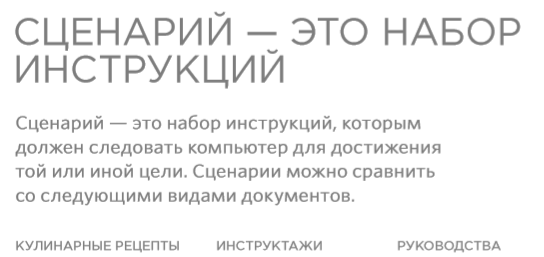 СЦЕНАРИЙ — ЭТО НАБОР
ИНСТРУКЦИЙ
Сценарий — это набор инструкций, которым
должен следовать компьютер для достижения
той или иной цели. Сценарии можно сравнить
со следующими видами документов.
КУЛИНАРНЫЕ РЕЦЕПТЫ ИНСТРУКТАЖИ РУКОВОДСТВА